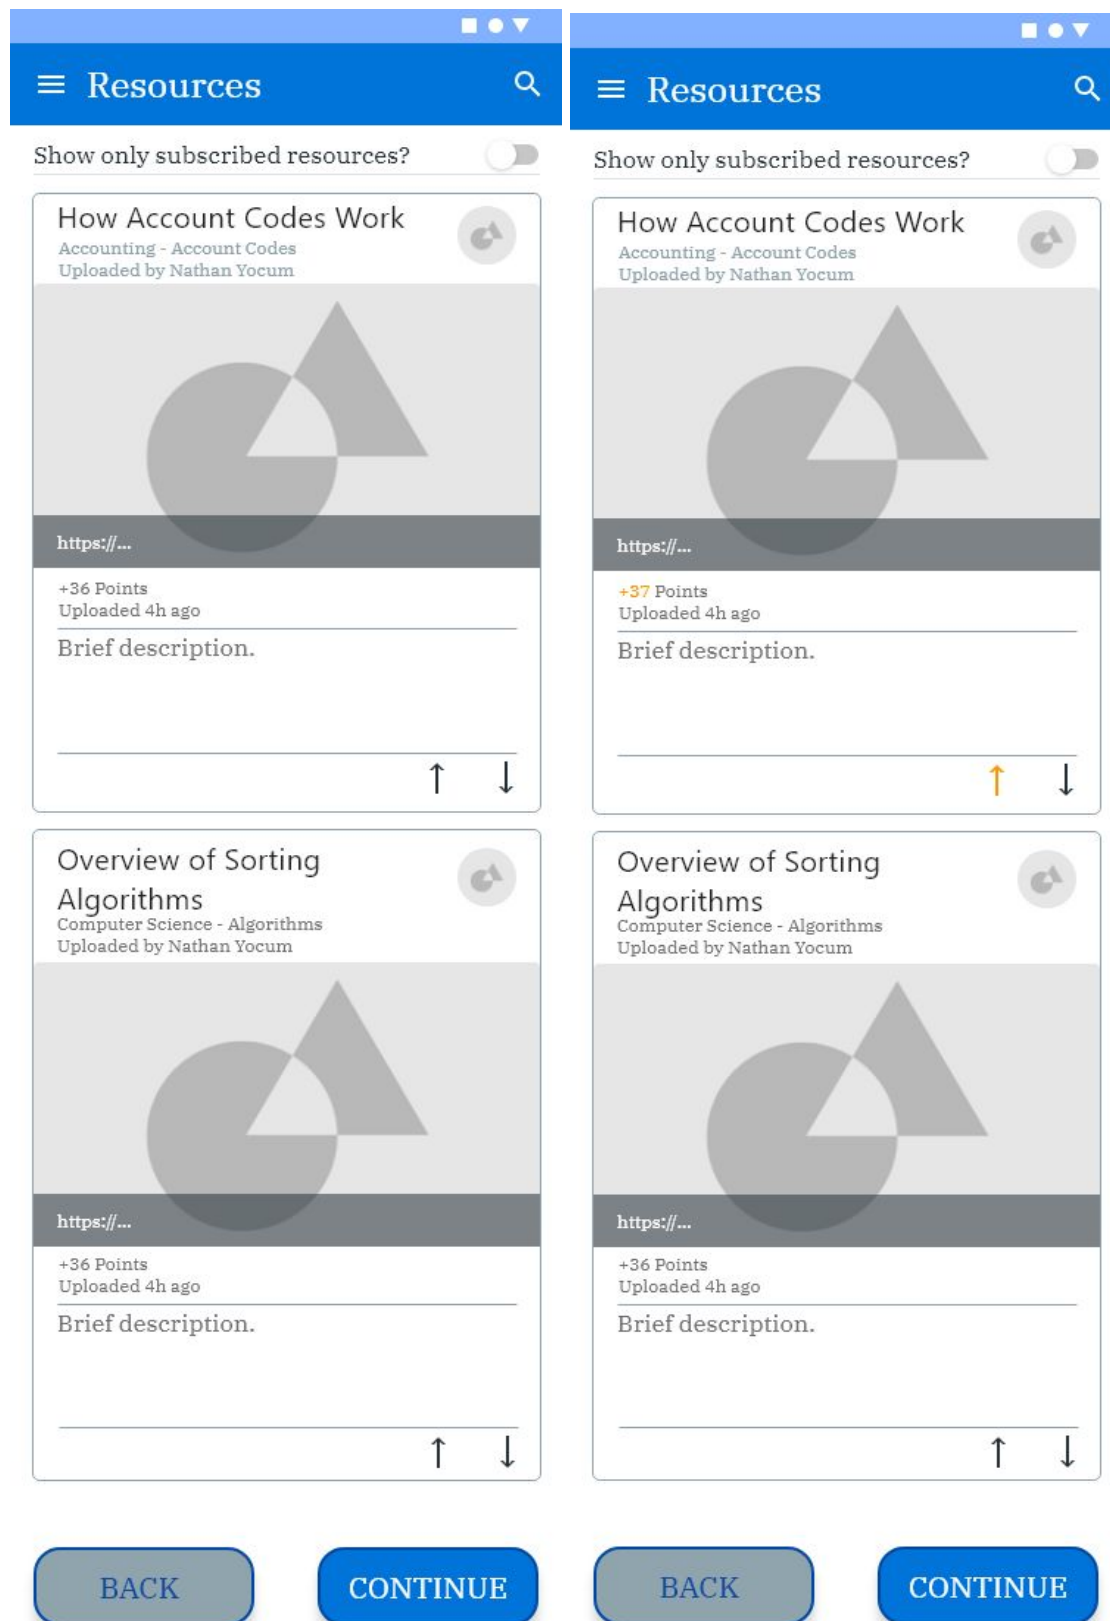 Resources
Show only subscribed resources?
How Account Codes Work
Accounting - Account Codes
Uploaded by Nathan Yocum
https://...
+36 Points
Uploaded 4h ago
Brief description.
↑ ↓
Overview of Sorting
Algorithms
Computer Science - Algorithms
Uploaded by Nathan Yocum
https://...
+36 Points
Uploaded 4h ago
Brief description.
↑ ↓
BACK CONTINUE
Resources
Show only subscribed resources?
How Account Codes Work
Accounting - Account Codes
Uploaded by Nathan Yocum
https://...
+37 Points
Uploaded 4h ago
Brief description.
↑ ↓
Overview of Sorting
Algorithms
Computer Science - Algorithms
Uploaded by Nathan Yocum
https://...
+36 Points
Uploaded 4h ago
Brief description.
↑ ↓
BACK CONTINUE